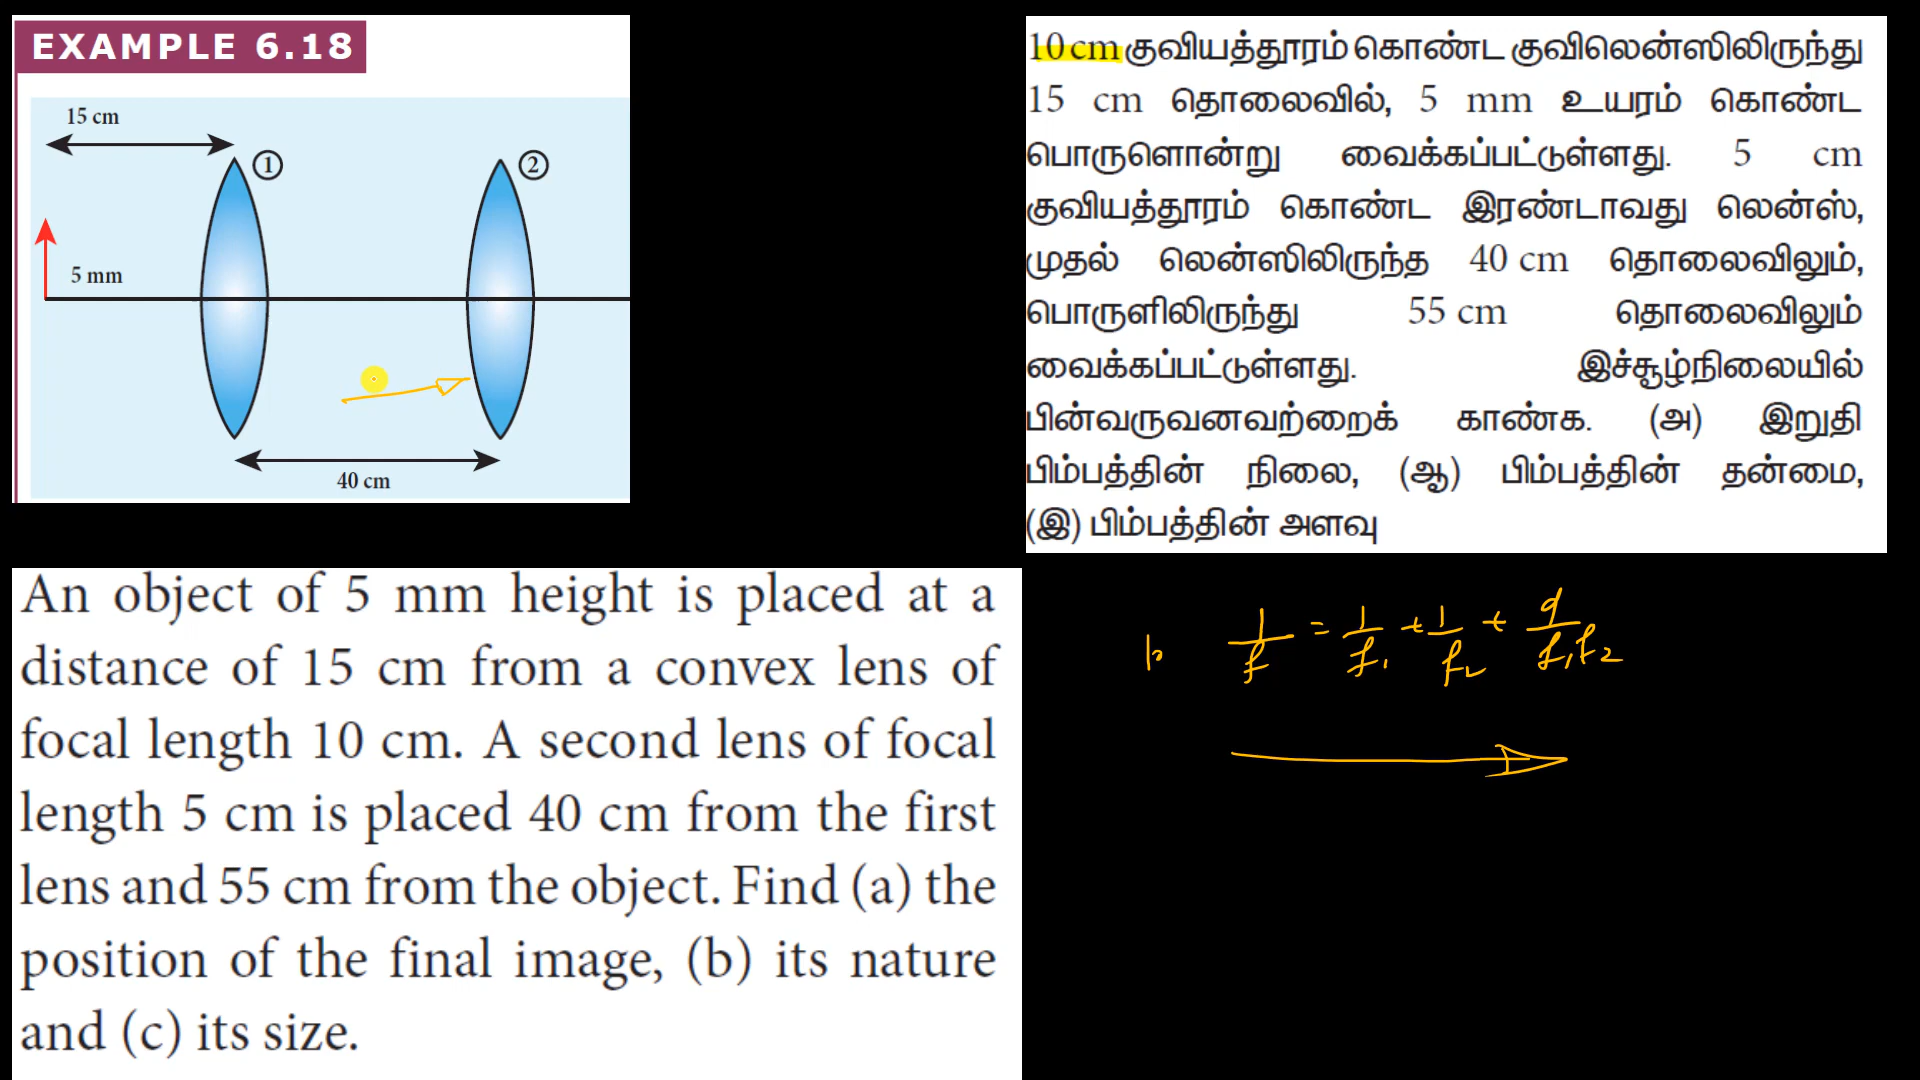 EXAMPLE 6.18
15 cm
1
2
5 mm
40 cm
10 cm குவியத்தூரம் கொண்ட குவிலென்ஸிலிருந்து
15 cm தொலைவில், 5 mm உயரம் கொண்ட
பொருளொன்று வைக்கப்பட்டுள்ளது. 5 cm
குவியத்தூரம் கொண்ட இரண்டாவது லென்ஸ்,
முதல் லென்ஸிலிருந்த 40 cm தொலைவிலும்,
பொருளிலிருந்து 55 cm தொலைவிலும்
வைக்கப்பட்டுள்ளது. இச்சூழ்நிலையில்
பின்வருவனவற்றைக் காண்க. (அ) இறுதி
பிம்பத்தின் நிலை, (ஆ) பிம்பத்தின் தன்மை,
(இ) பிம்பத்தின் அளவு
An object of 5 mm height is placed at a
distance of 15 cm from a convex lens of
focal length 10 cm. A second lens of focal
length 5 cm is placed 40 cm from the first
lens and 55 cm from the object. Find (a) the
position of the final image, (b) its nature
and (c) its size.
1/f = 1/f₁ + 1/f₂ + d/f₁f₂